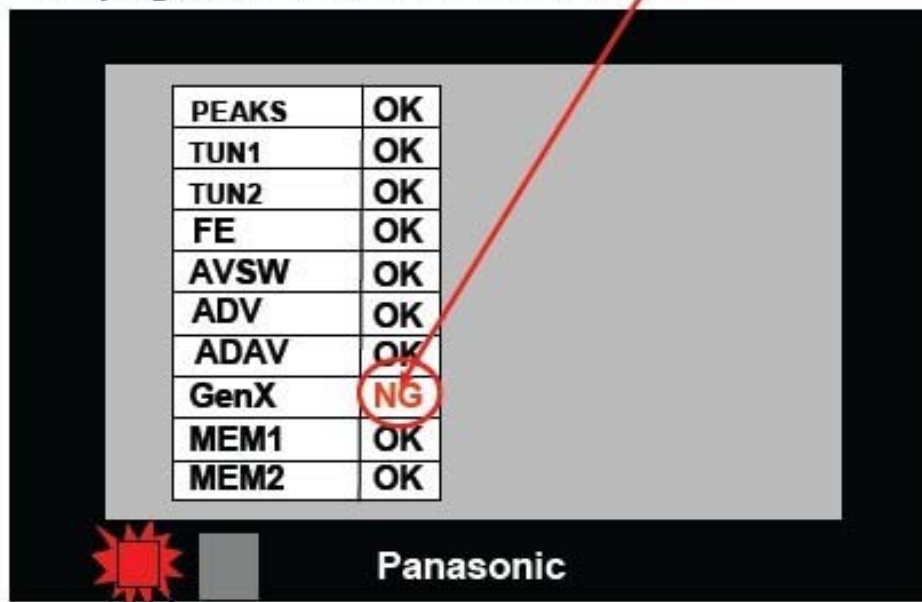 PEAKS OK
TUN1 OK
TUN2 OK
FE OK
AVSW OK
ADV OK
ADAV OK
GenX NG
MEM1 OK
MEM2 OK
Panasonic